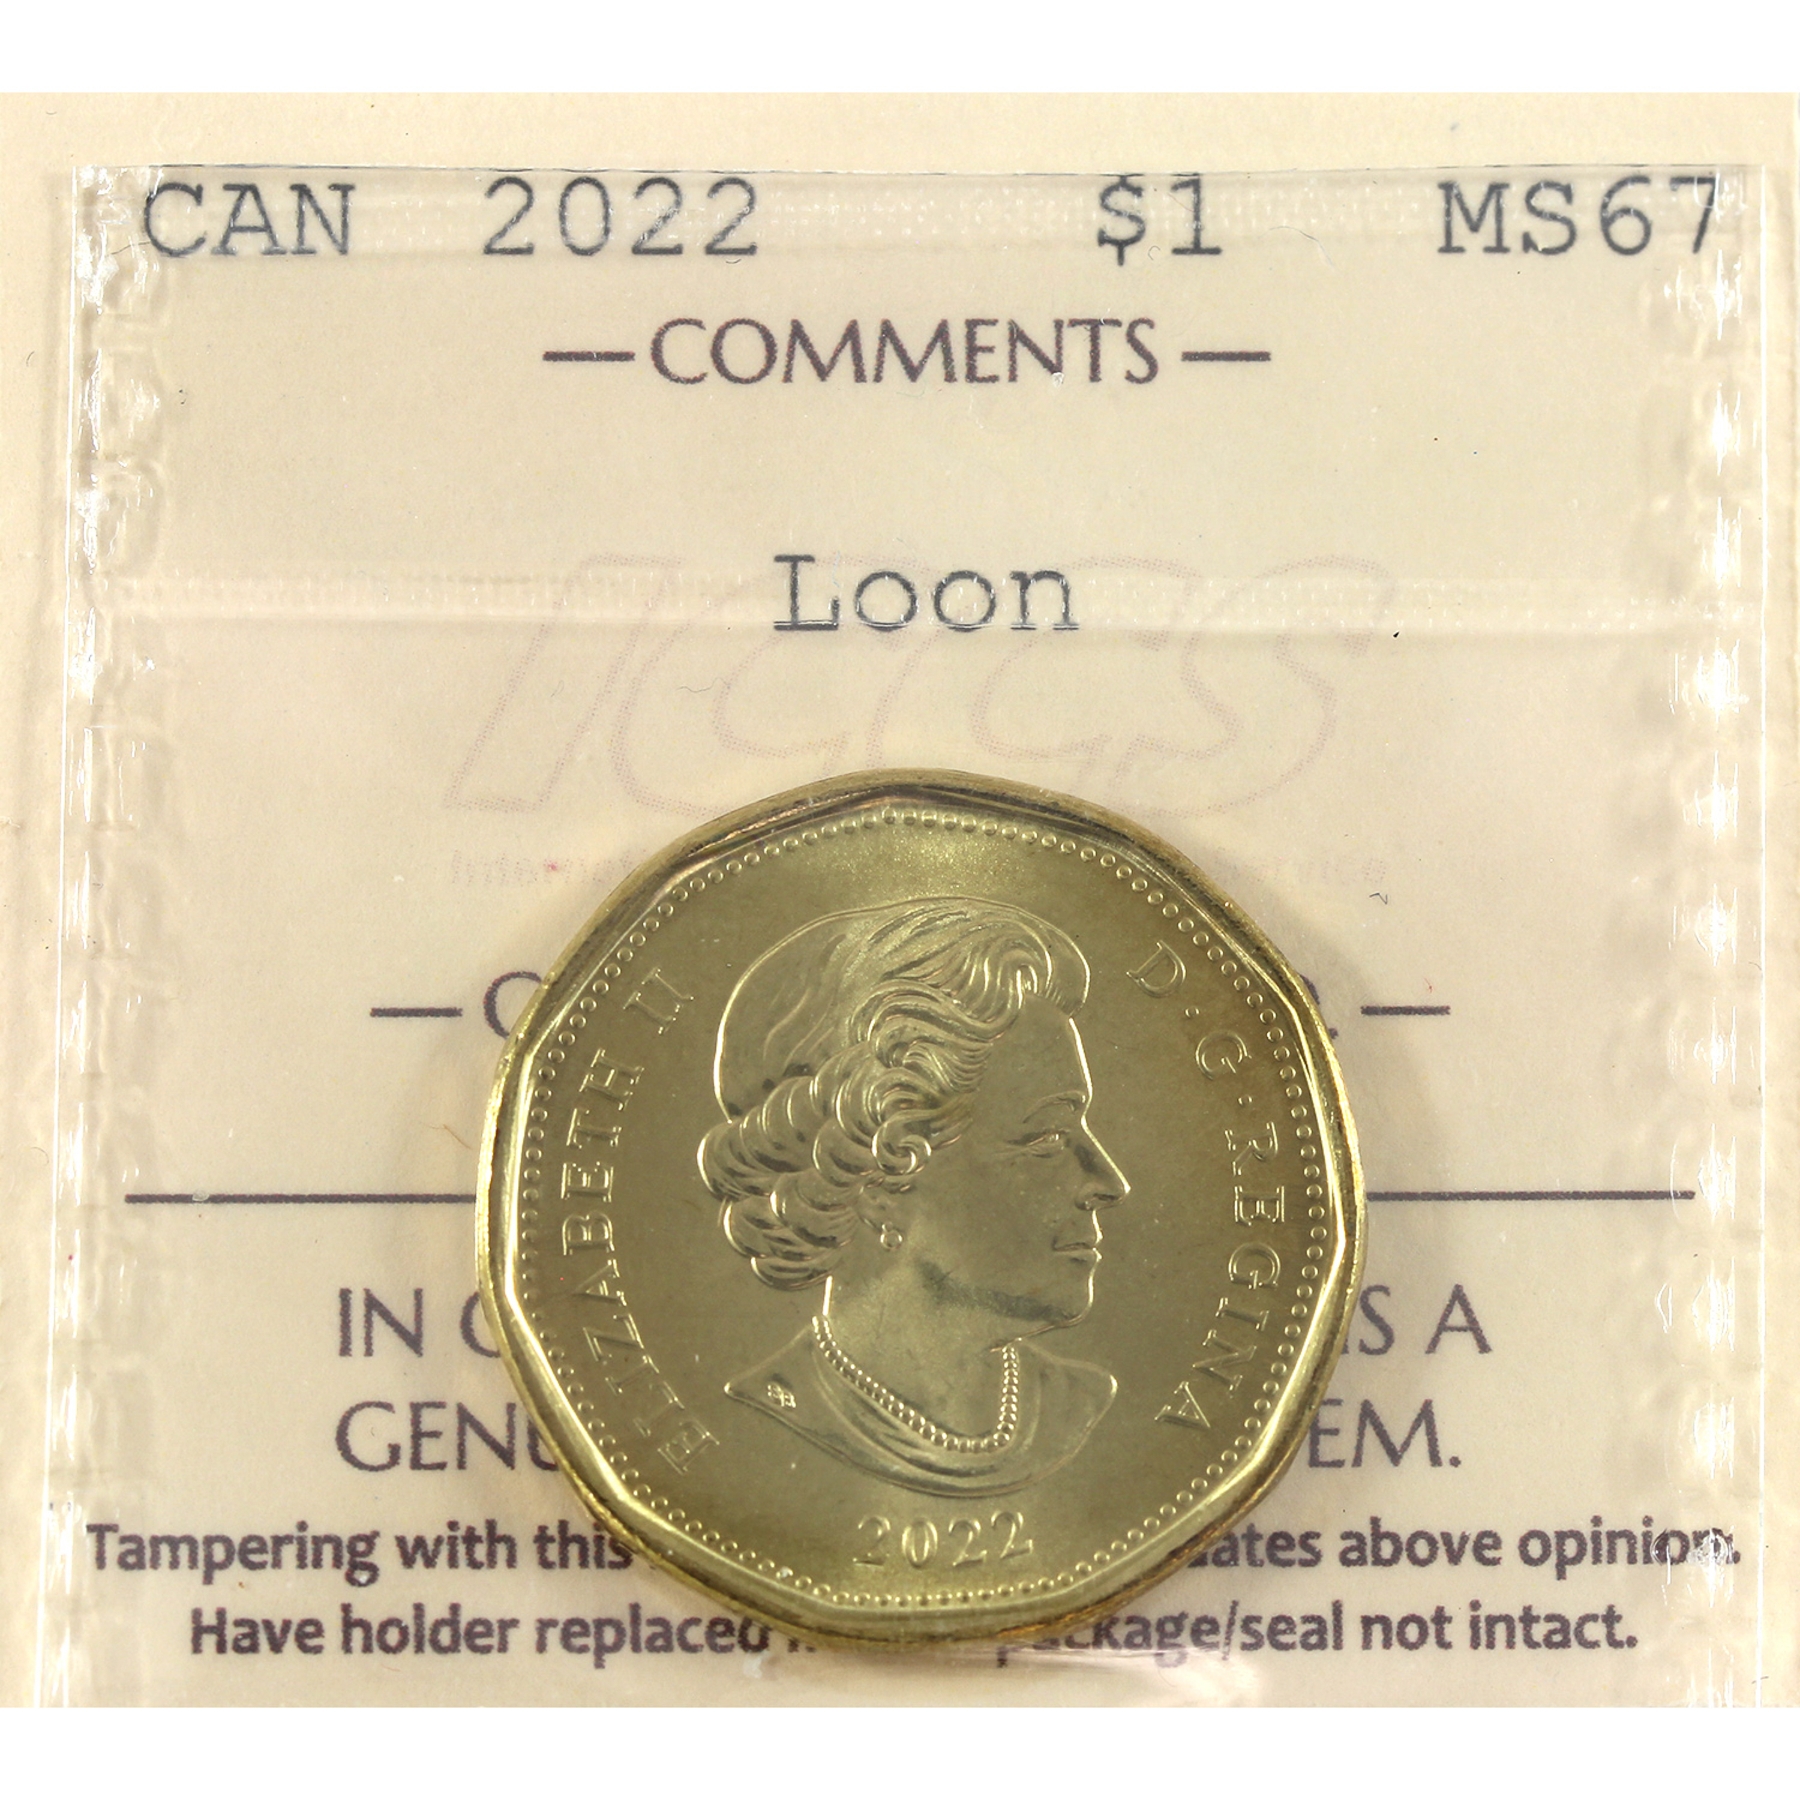 CAN 2022 $1 MS67
— COMMENTS —
Loon
ICCS
ELIZABETH II D·G·REGINA
IN
IS A
GENU
EM.
2022
Tampering with this above opinion.
Have holder replaced package/seal not intact.